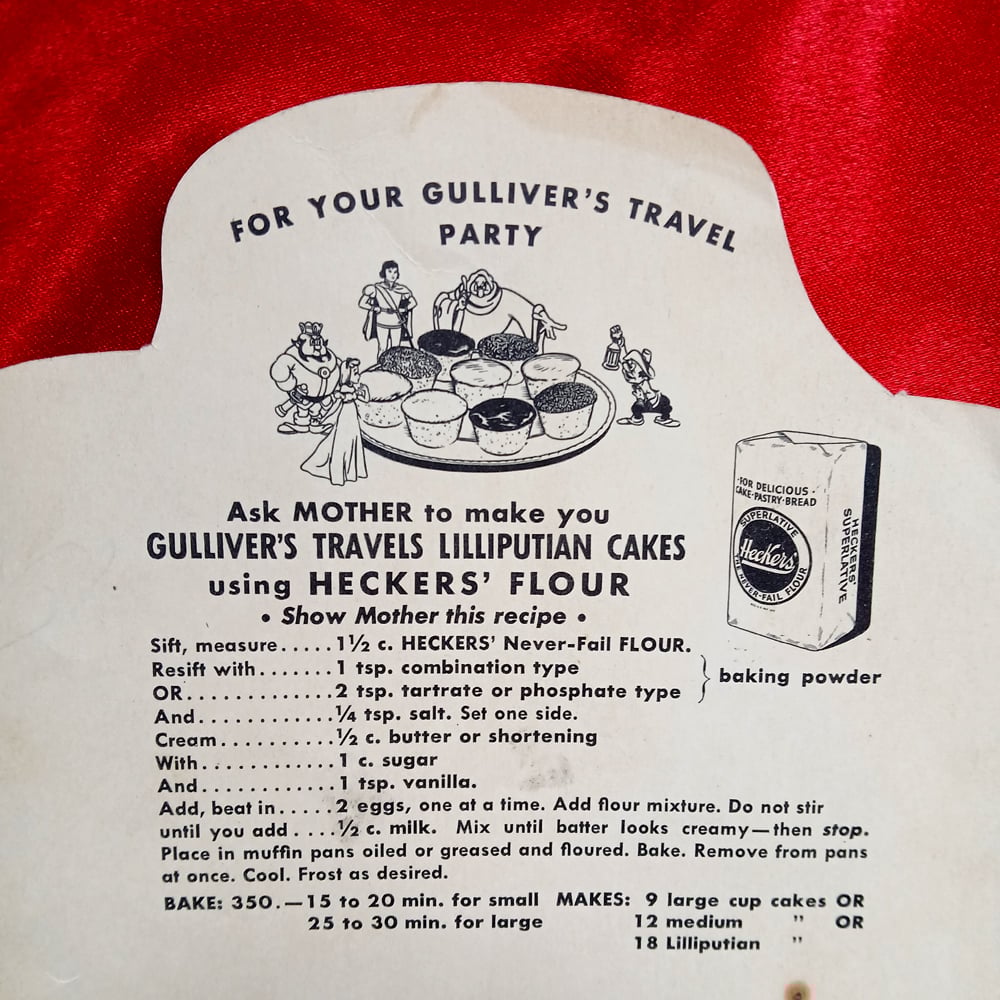 FOR YOUR GULLIVER'S TRAVEL
PARTY
·FOR DELICIOUS·
CAKE·PASTRY·BREAD
SUPERLATIVE
Heckers'
THE NEVER-FAIL FLOUR
HECKERS'
SUPERLATIVE
Ask MOTHER to make you
GULLIVER'S TRAVELS LILLIPUTIAN CAKES
using HECKERS' FLOUR
• Show Mother this recipe •
Sift, measure.....1½ c. HECKERS' Never-Fail FLOUR.
Resift with.......1 tsp. combination type
OR.............2 tsp. tartrate or phosphate type } baking powder
And............¼ tsp. salt. Set one side.
Cream..........½ c. butter or shortening
With............1 c. sugar
And............1 tsp. vanilla.
Add, beat in.....2 eggs, one at a time. Add flour mixture. Do not stir
until you add ....½ c. milk. Mix until batter looks creamy—then stop.
Place in muffin pans oiled or greased and floured. Bake. Remove from pans
at once. Cool. Frost as desired.
BAKE: 350.—15 to 20 min. for small MAKES: 9 large cup cakes OR
25 to 30 min. for large 12 medium " OR
18 Lilliputian "